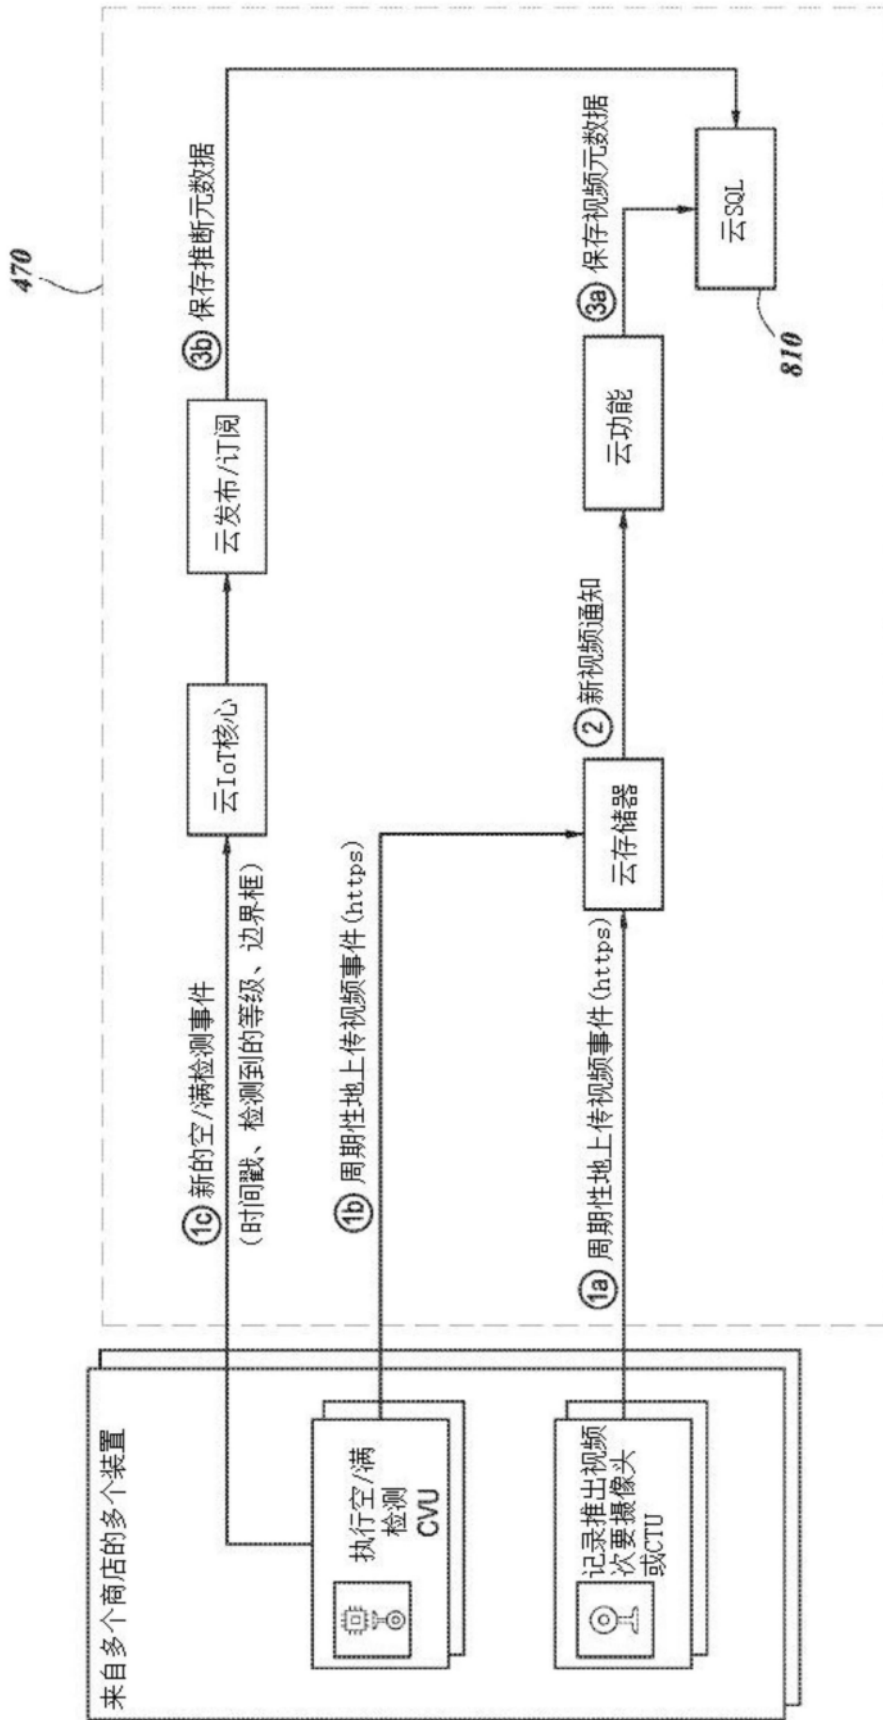 470
来自多个商店的多个装置
1c 新的空/满检测事件
(时间戳、检测到的等级、边界框)
云IoT核心
云发布/订阅
3b 保存推断元数据
执行空/满
检测
CVU
1b 周期性地上传视频事件(https)
记录推出视频
次要摄像头
或CTU
1a 周期性地上传视频事件(https)
云存储器
2 新视频通知
云功能
3a 保存视频元数据
云SQL
810